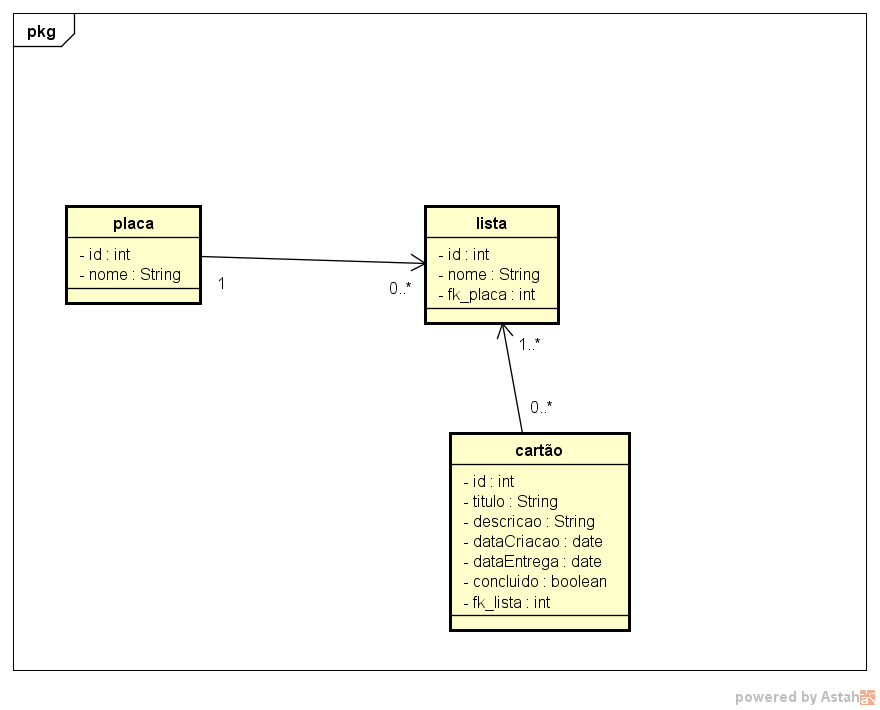 pkg
placa
- id : int
- nome : String
1
0..*
lista
- id : int
- nome : String
- fk_placa : int
1..*
0..*
cartão
- id : int
- titulo : String
- descricao : String
- dataCriacao : date
- dataEntrega : date
- concluido : boolean
- fk_lista : int
powered by Astah